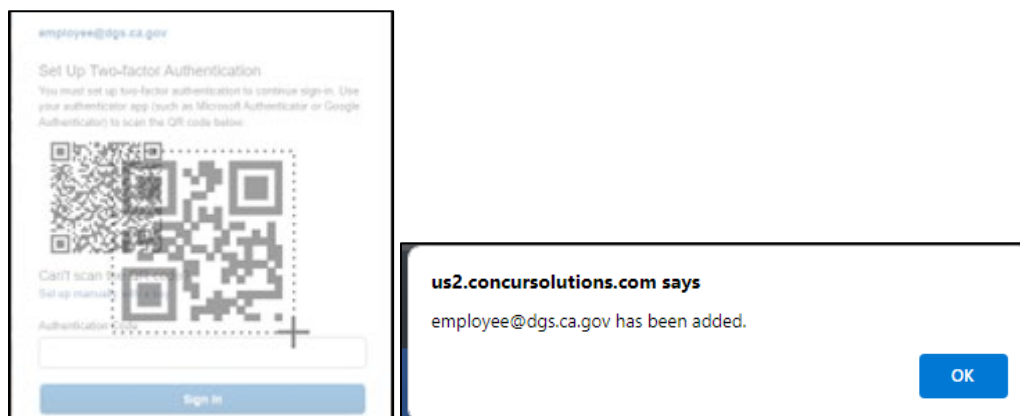 employee@dgs.ca.gov
Set Up Two-factor Authentication
You must set up two-factor authentication to continue sign-in. Use
your authenticator app (such as Microsoft Authenticator or Google
Authenticator) to scan the QR code below.
Can't scan the QR code?
Set up manually
Authentication Code
Sign In
us2.concursolutions.com says
employee@dgs.ca.gov has been added.
OK